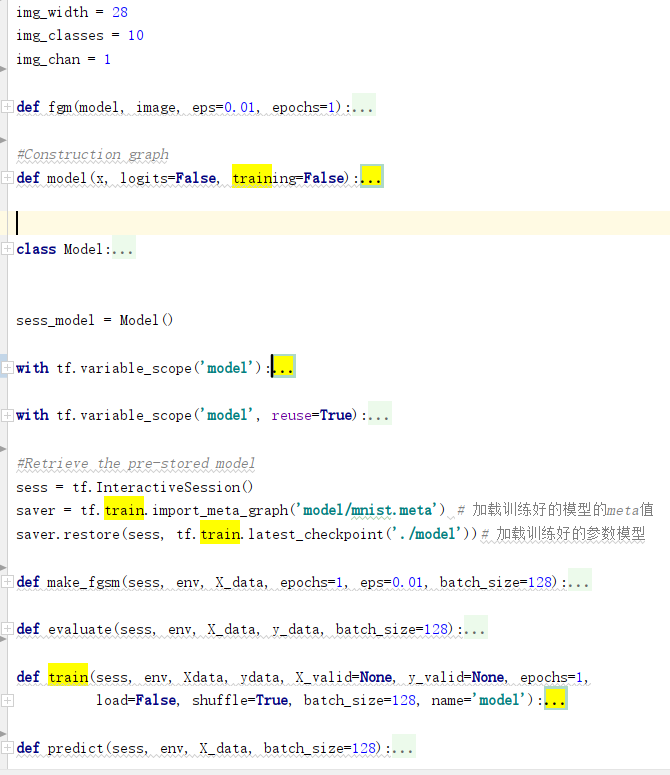 img_width = 28
img_classes = 10
img_chan = 1
def fgm(model, image, eps=0.01, epochs=1):...
#Construction graph
def model(x, logits=False, training=False):...
class Model:...
sess_model = Model()
with tf.variable_scope('model'):...
with tf.variable_scope('model', reuse=True):...
#Retrieve the pre-stored model
sess = tf.InteractiveSession()
saver = tf.train.import_meta_graph('model/mnist.meta') # 加载训练好的模型的meta值
saver.restore(sess, tf.train.latest_checkpoint('./model'))# 加载训练好的参数模型
def make_fgsm(sess, env, X_data, epochs=1, eps=0.01, batch_size=128):...
def evaluate(sess, env, X_data, y_data, batch_size=128):...
def train(sess, env, Xdata, ydata, X_valid=None, y_valid=None, epochs=1,
load=False, shuffle=True, batch_size=128, name='model'):...
def predict(sess, env, X_data, batch_size=128):...